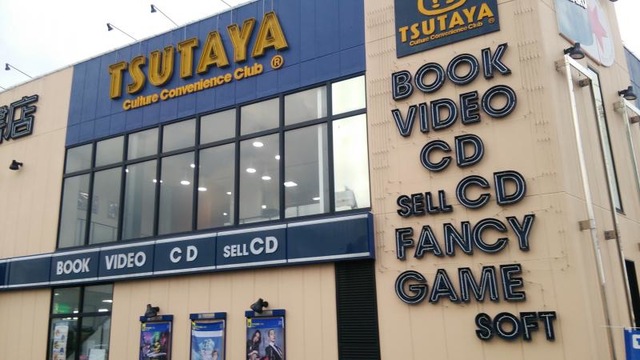 店
TSUTAYA
Culture Convenience Club ®
BOOK VIDEO CD SELL CD
TSUTAYA
Culture Convenience Club ®
BOOK
VIDEO
CD
SELL CD
FANCY
GAME
SOFT